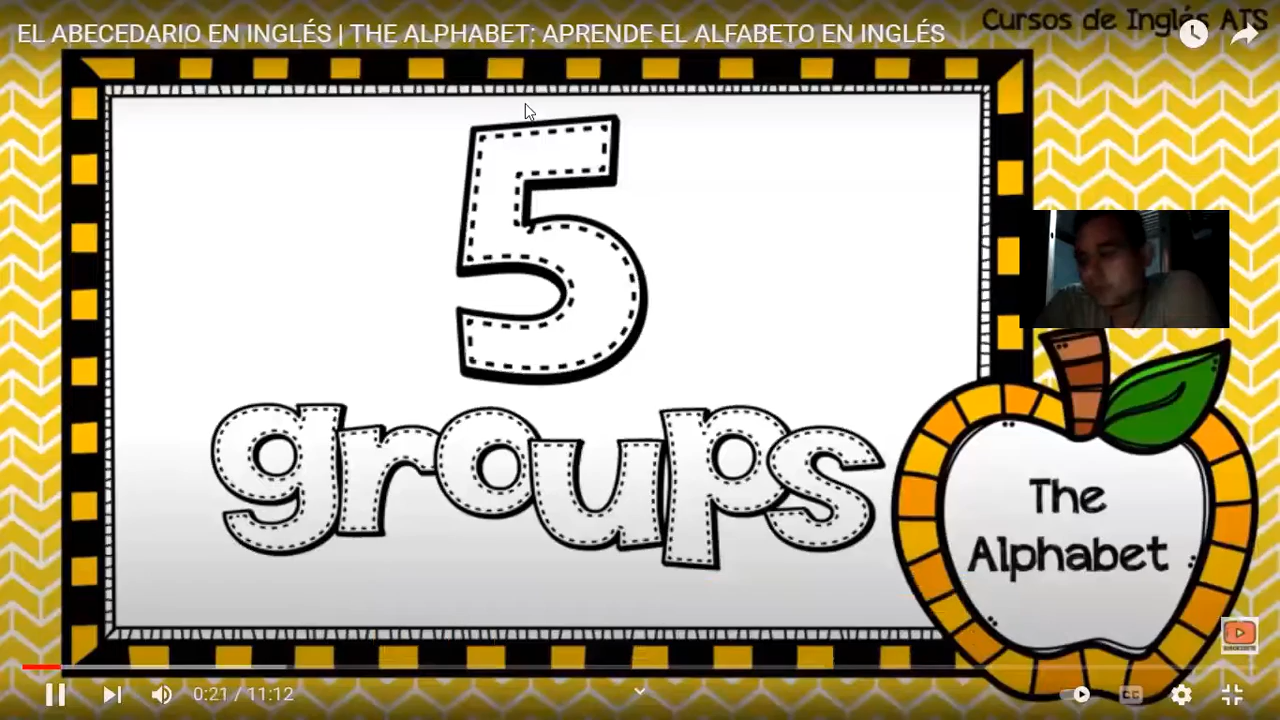 EL ABECEDARIO EN INGLÉS | THE ALPHABET: APRENDE EL ALFABETO EN INGLÉS
Cursos de Inglés ATS
5
groups
The
Alphabet
0:21 / 11:12
CC